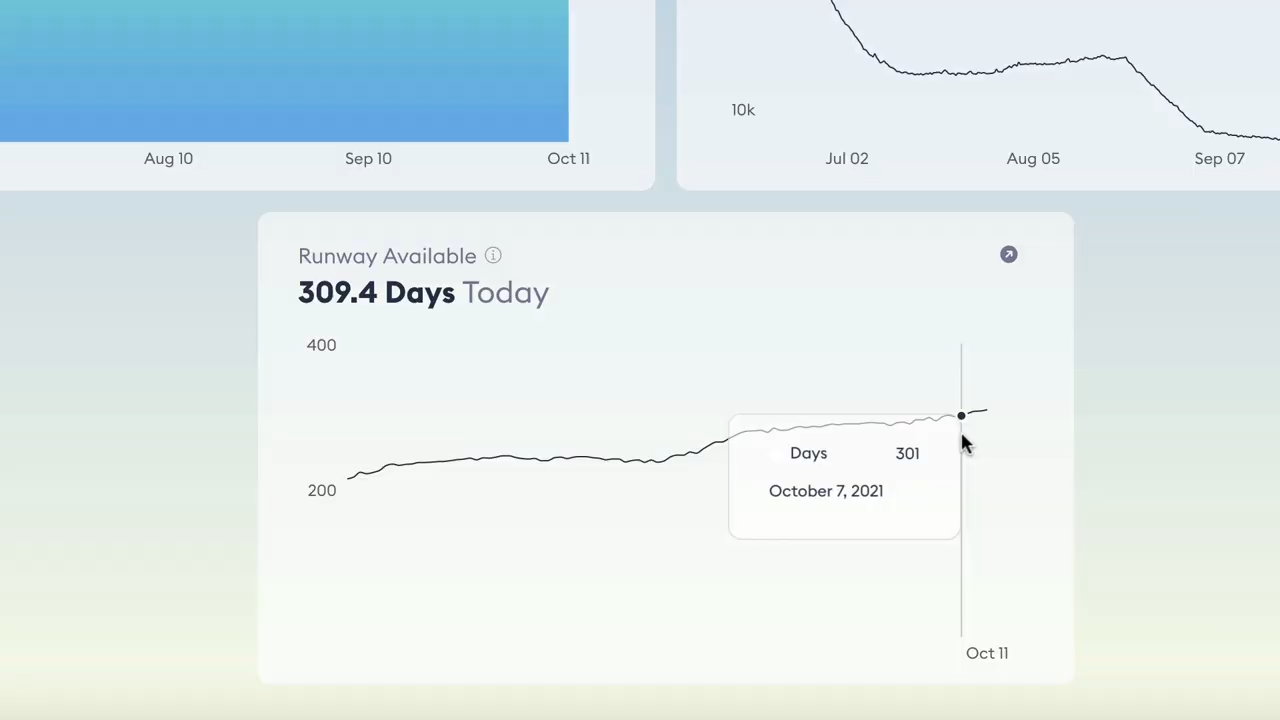 10k
Aug 10
Sep 10
Oct 11
Jul 02
Aug 05
Sep 07
Runway Available
309.4 Days Today
400
200
Days 301
October 7, 2021
Oct 11